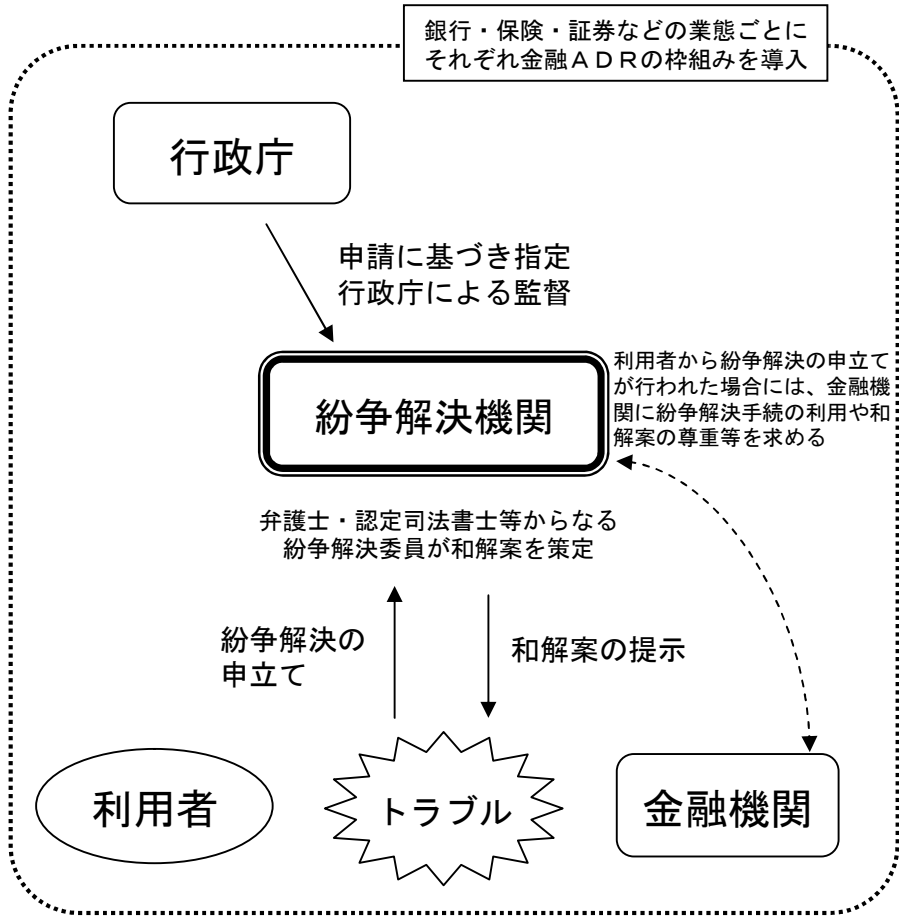 銀行・保険・証券などの業態ごとに
それぞれ金融ＡＤＲの枠組みを導入
行政庁
申請に基づき指定
行政庁による監督
紛争解決機関
利用者から紛争解決の申立て
が行われた場合には、金融機
関に紛争解決手続の利用や和
解案の尊重等を求める
弁護士・認定司法書士等からなる
紛争解決委員が和解案を策定
紛争解決の
申立て
和解案の提示
利用者
トラブル
金融機関